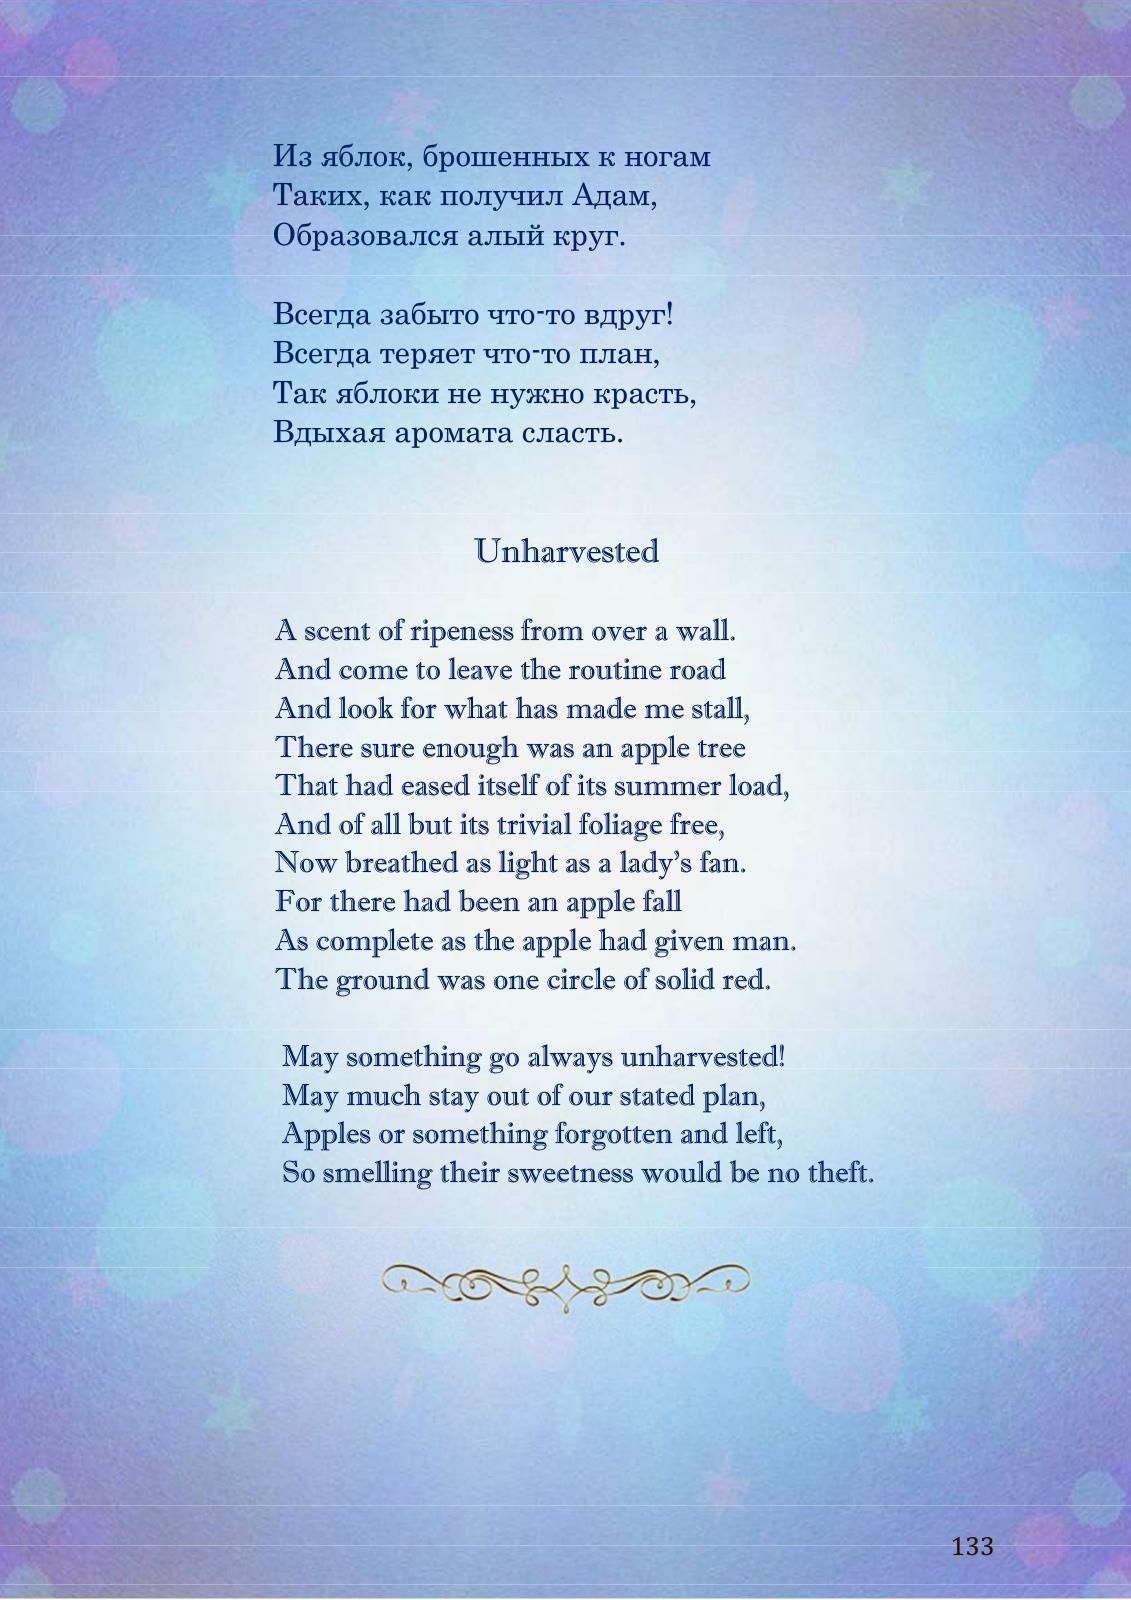 Из яблок, брошенных к ногам
Таких, как получил Адам,
Образовался алый круг.
Всегда забыто что-то вдруг!
Всегда теряет что-то план,
Так яблоки не нужно красть,
Вдыхая аромата сласть.
Unharvested
A scent of ripeness from over a wall.
And come to leave the routine road
And look for what has made me stall,
There sure enough was an apple tree
That had eased itself of its summer load,
And of all but its trivial foliage free,
Now breathed as light as a lady’s fan.
For there had been an apple fall
As complete as the apple had given man.
The ground was one circle of solid red.
May something go always unharvested!
May much stay out of our stated plan,
Apples or something forgotten and left,
So smelling their sweetness would be no theft.
133